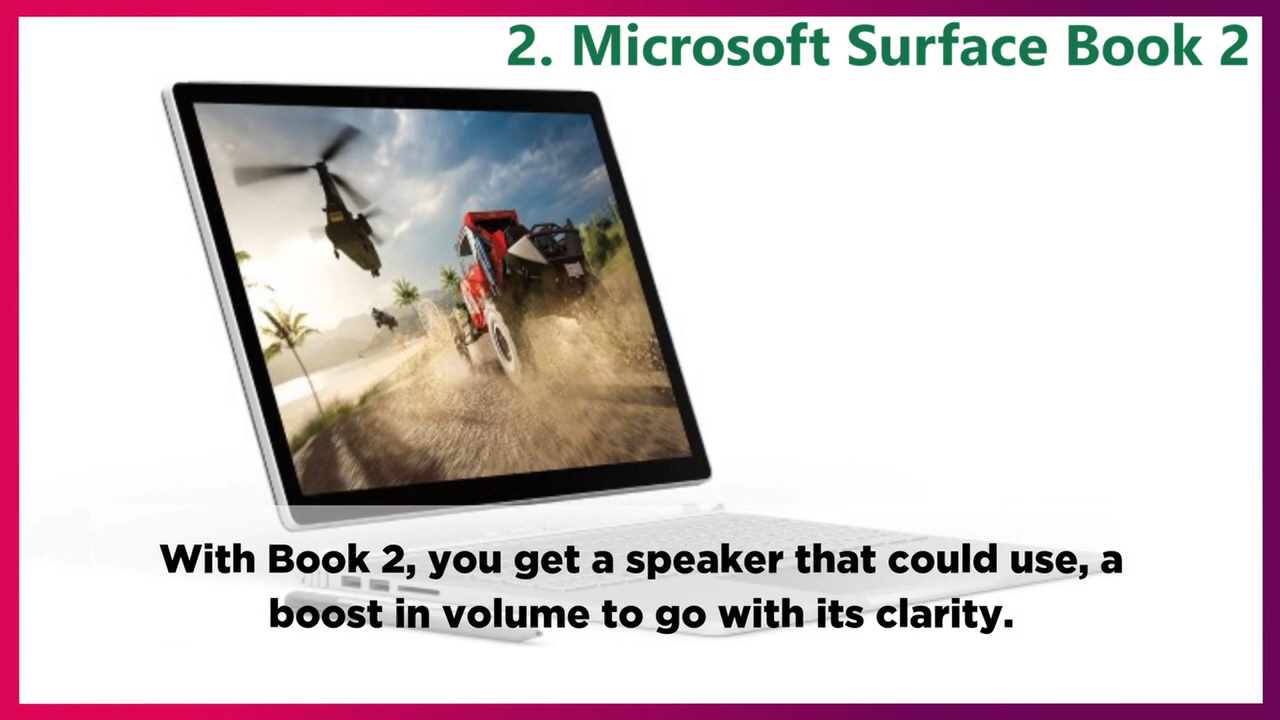 2. Microsoft Surface Book 2
With Book 2, you get a speaker that could use, a
boost in volume to go with its clarity.